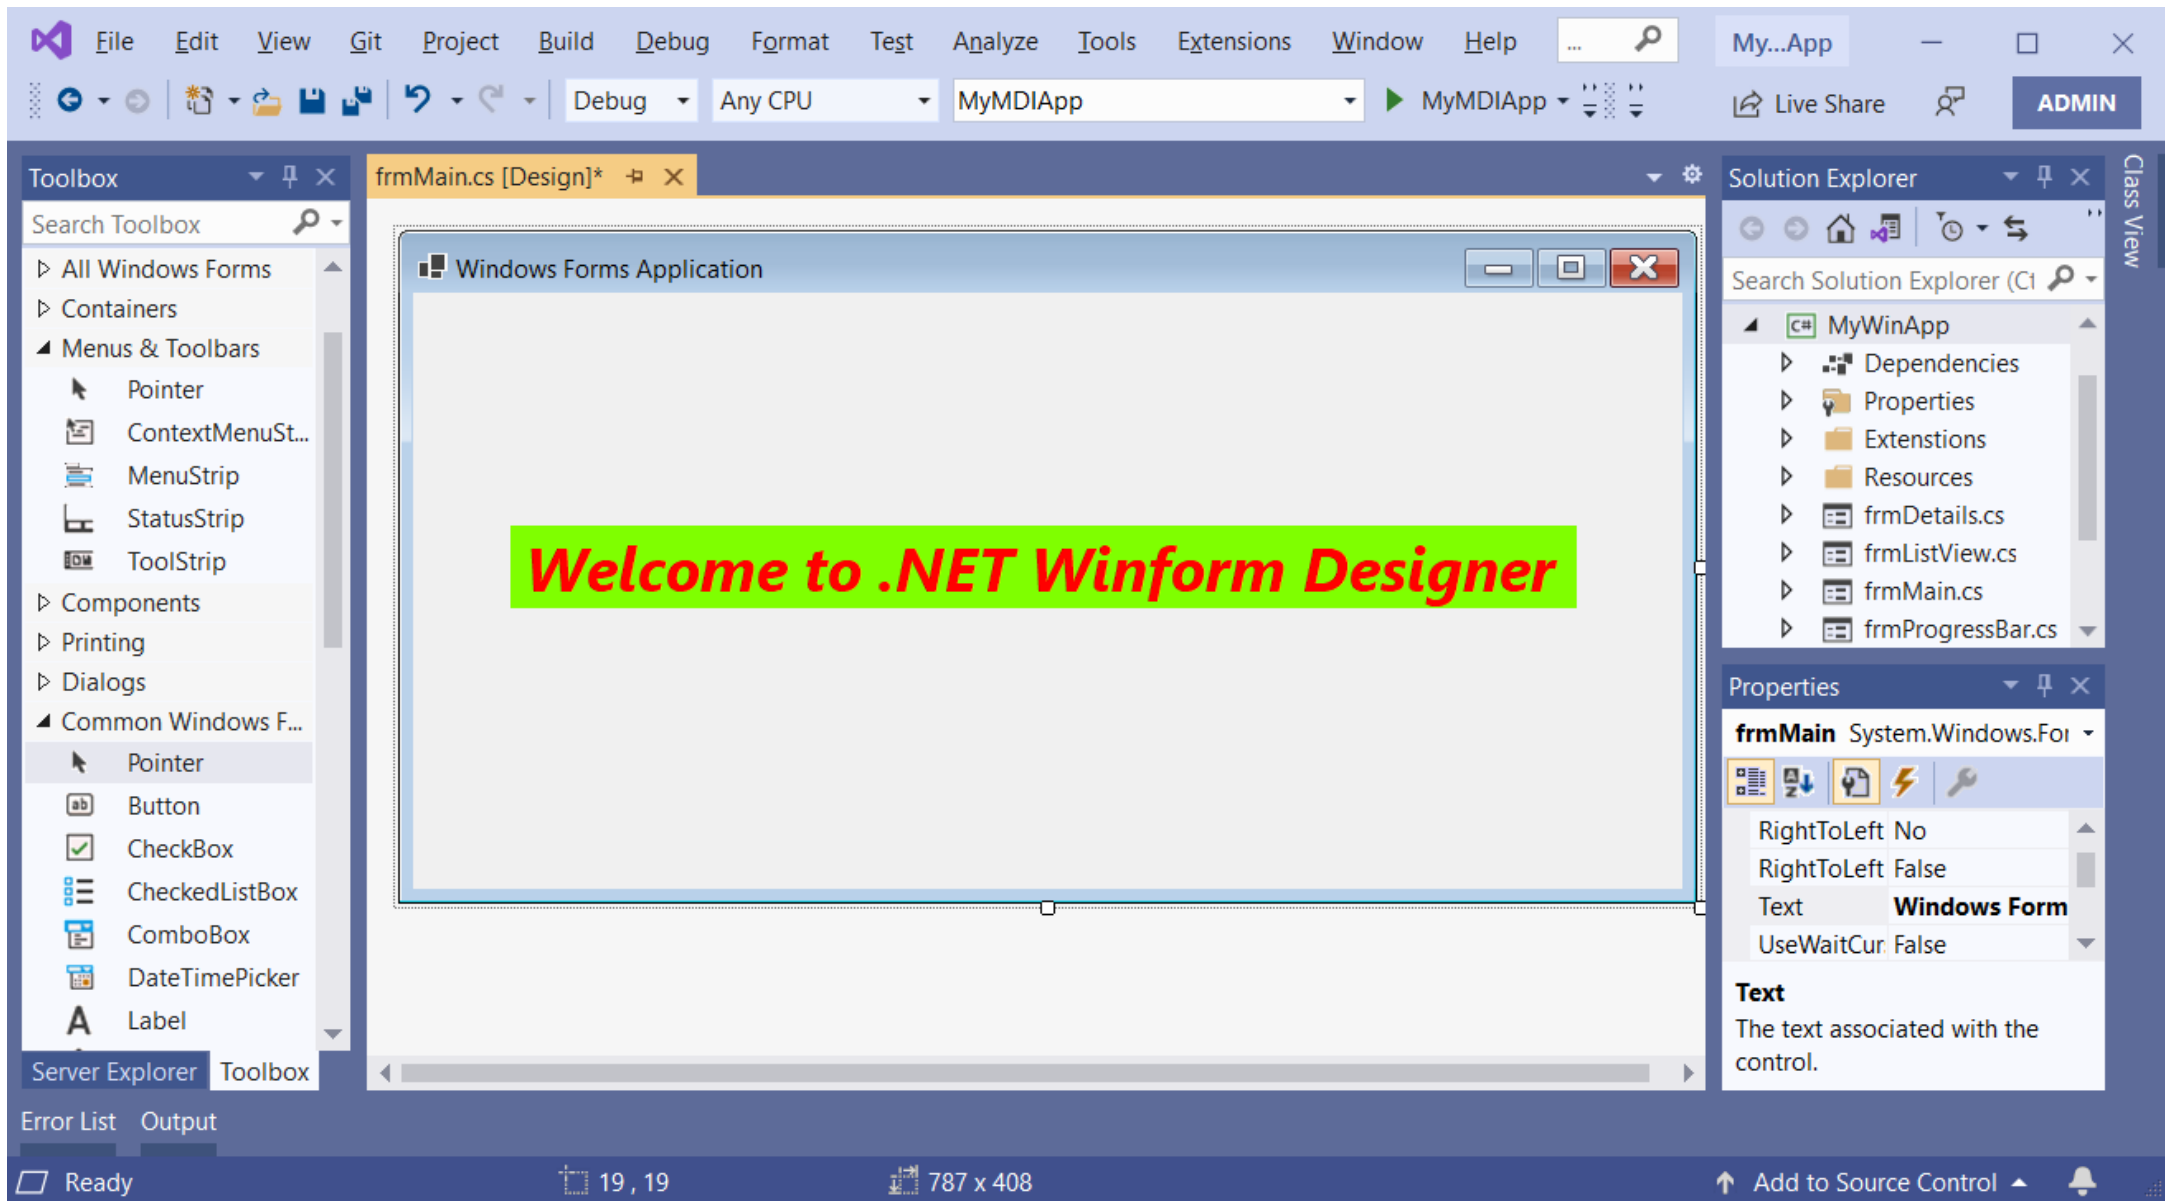 File Edit View Git Project Build Debug Format Test Analyze Tools Extensions Window Help ... My...App
Debug Any CPU MyMDIApp MyMDIApp Live Share ADMIN
Toolbox
Search Toolbox
All Windows Forms
Containers
Menus & Toolbars
Pointer
ContextMenuSt...
MenuStrip
StatusStrip
ToolStrip
Components
Printing
Dialogs
Common Windows F...
Pointer
Button
CheckBox
CheckedListBox
ComboBox
DateTimePicker
A Label
Server Explorer Toolbox
frmMain.cs [Design]*
Windows Forms Application
Welcome to .NET Winform Designer
Solution Explorer
Search Solution Explorer (Ct
C# MyWinApp
Dependencies
Properties
Extenstions
Resources
frmDetails.cs
frmListView.cs
frmMain.cs
frmProgressBar.cs
Properties
frmMain System.Windows.For
RightToLeft No
RightToLeft False
Text Windows Form
UseWaitCur False
Text
The text associated with the
control.
Class View
Error List Output
Ready 19 , 19 787 x 408 Add to Source Control